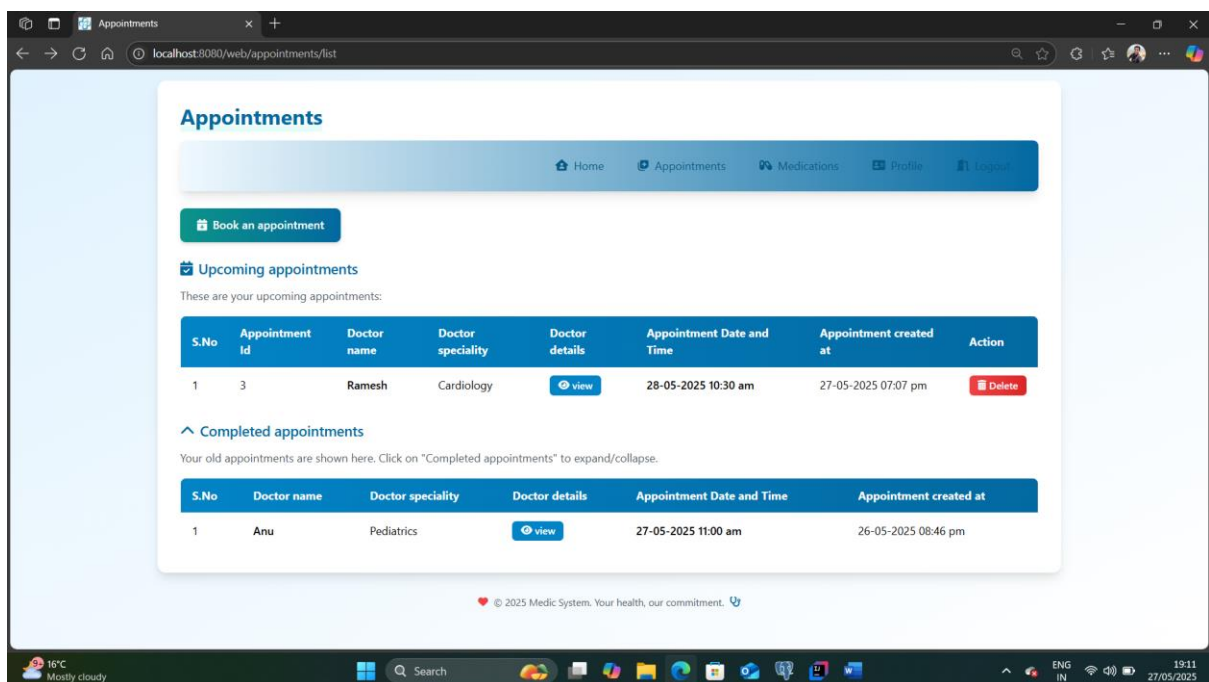 Appointments
localhost:8080/web/appointments/list
Appointments
Home Appointments Medications Profile Logout
Book an appointment
Upcoming appointments
These are your upcoming appointments:
S.No Appointment Id Doctor name Doctor speciality Doctor details Appointment Date and Time Appointment created at Action
1 3 Ramesh Cardiology view 28-05-2025 10:30 am 27-05-2025 07:07 pm Delete
Completed appointments
Your old appointments are shown here. Click on "Completed appointments" to expand/collapse.
S.No Doctor name Doctor speciality Doctor details Appointment Date and Time Appointment created at
1 Anu Pediatrics view 27-05-2025 11:00 am 26-05-2025 08:46 pm
© 2025 Medic System. Your health, our commitment.
16°C
Mostly cloudy
Search
ENG
IN
19:11
27/05/2025